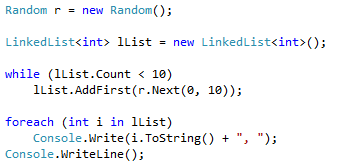 Random r = new Random();
LinkedList<int> lList = new LinkedList<int>();
while (lList.Count < 10)
lList.AddFirst(r.Next(0, 10));
foreach (int i in lList)
Console.Write(i.ToString() + ", ");
Console.WriteLine();